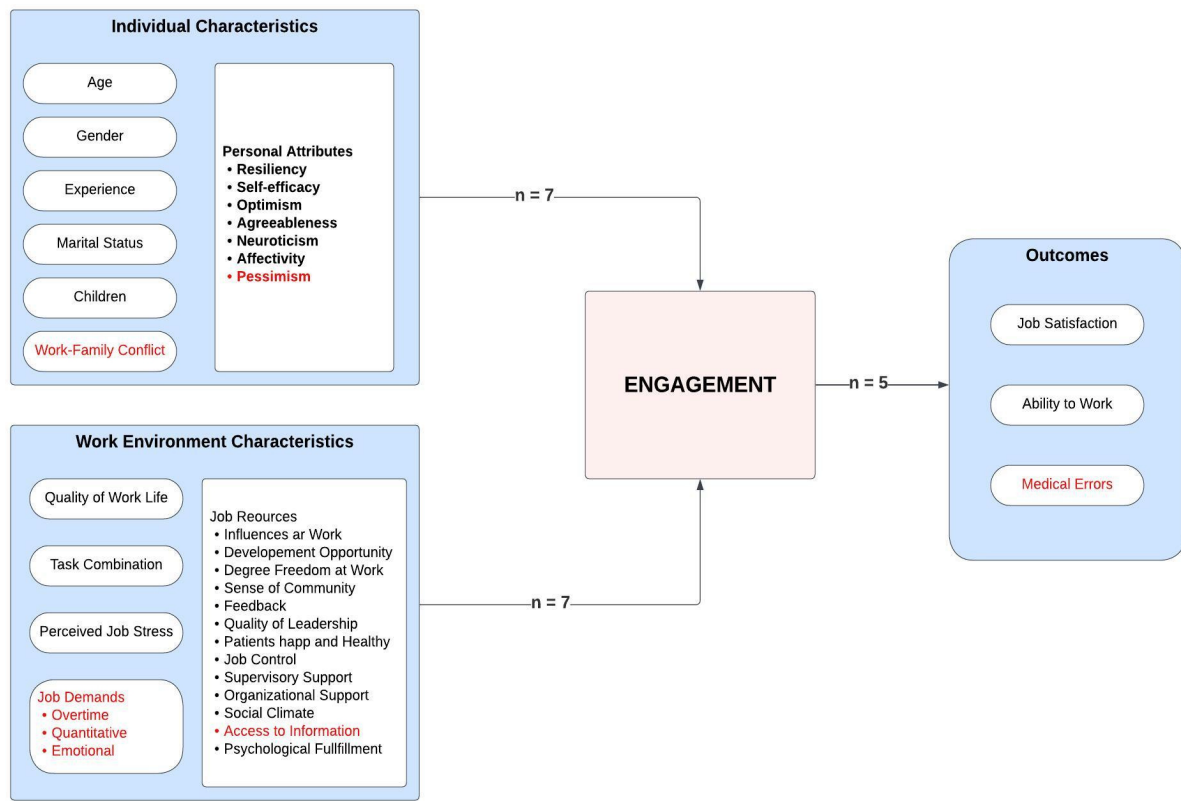 Individual Characteristics
Age
Gender
Experience
Marital Status
Children
Work-Family Conflict
Personal Attributes
• Resiliency
• Self-efficacy
• Optimism
• Agreeableness
• Neuroticism
• Affectivity
• Pessimism
n = 7
ENGAGEMENT
n = 5
Outcomes
Job Satisfaction
Ability to Work
Medical Errors
Work Environment Characteristics
Quality of Work Life
Task Combination
Perceived Job Stress
Job Demands
• Overtime
• Quantitative
• Emotional
Job Reources
• Influences ar Work
• Developement Opportunity
• Degree Freedom at Work
• Sense of Community
• Feedback
• Quality of Leadership
• Patients happ and Healthy
• Job Control
• Supervisory Support
• Organizational Support
• Social Climate
• Access to Information
• Psychological Fullfillment
n = 7